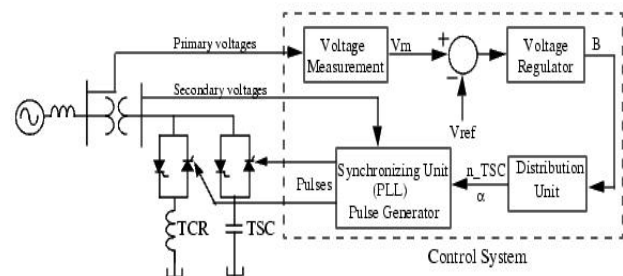 Primary voltages
Voltage
Measurement
Vm
+
−
Voltage
Regulator
B
Secondary voltages
Vref
Synchronizing Unit
(PLL)
Pulse Generator
n_TSC
α
Distribution
Unit
Pulses
TCR
TSC
Control System